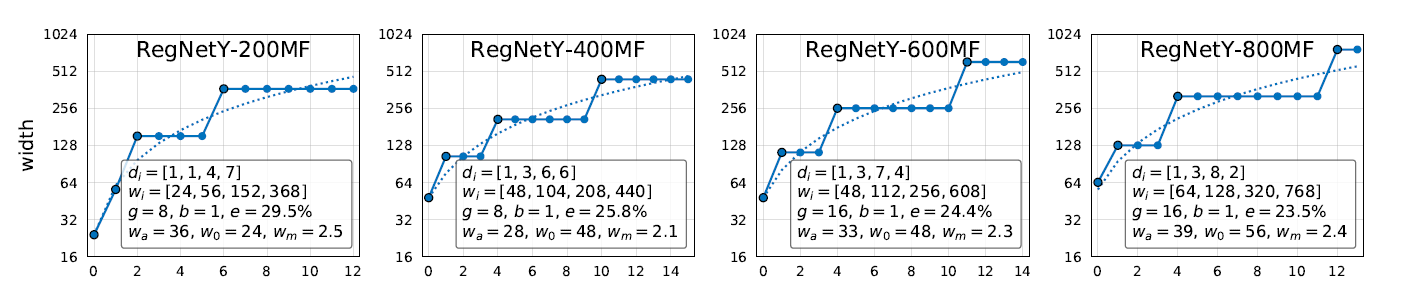 width
RegNetY-200MF
1024
512
256
128
64
32
16
0 2 4 6 8 10 12
d_i = [1, 1, 4, 7]
w_i = [24, 56, 152, 368]
g = 8, b = 1, e = 29.5%
w_a = 36, w_0 = 24, w_m = 2.5
RegNetY-400MF
1024
512
256
128
64
32
16
0 2 4 6 8 10 12 14
d_i = [1, 3, 6, 6]
w_i = [48, 104, 208, 440]
g = 8, b = 1, e = 25.8%
w_a = 28, w_0 = 48, w_m = 2.1
RegNetY-600MF
1024
512
256
128
64
32
16
0 2 4 6 8 10 12 14
d_i = [1, 3, 7, 4]
w_i = [48, 112, 256, 608]
g = 16, b = 1, e = 24.4%
w_a = 33, w_0 = 48, w_m = 2.3
RegNetY-800MF
1024
512
256
128
64
32
16
0 2 4 6 8 10 12
d_i = [1, 3, 8, 2]
w_i = [64, 128, 320, 768]
g = 16, b = 1, e = 23.5%
w_a = 39, w_0 = 56, w_m = 2.4